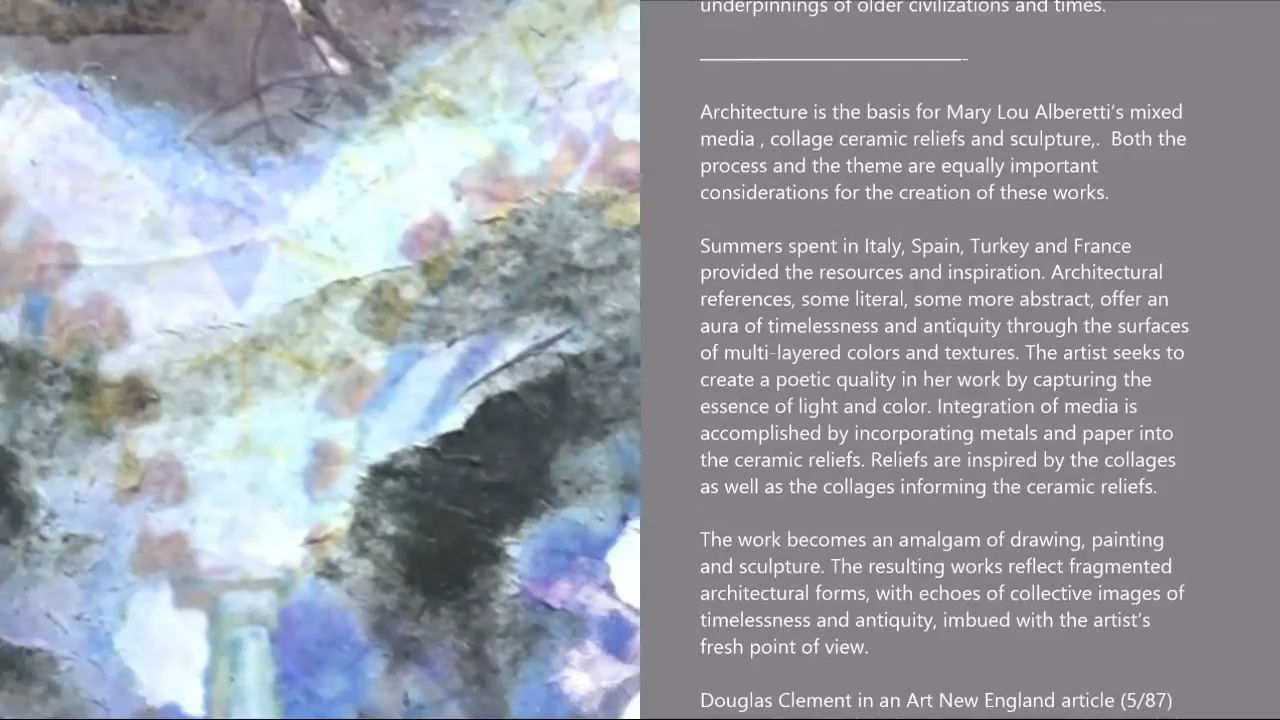 underpinnings of older civilizations and times.
Architecture is the basis for Mary Lou Alberetti's mixed
media , collage ceramic reliefs and sculpture,.  Both the
process and the theme are equally important
considerations for the creation of these works.
Summers spent in Italy, Spain, Turkey and France
provided the resources and inspiration. Architectural
references, some literal, some more abstract, offer an
aura of timelessness and antiquity through the surfaces
of multi-layered colors and textures. The artist seeks to
create a poetic quality in her work by capturing the
essence of light and color. Integration of media is
accomplished by incorporating metals and paper into
the ceramic reliefs. Reliefs are inspired by the collages
as well as the collages informing the ceramic reliefs.
The work becomes an amalgam of drawing, painting
and sculpture. The resulting works reflect fragmented
architectural forms, with echoes of collective images of
timelessness and antiquity, imbued with the artist's
fresh point of view.
Douglas Clement in an Art New England article (5/87)